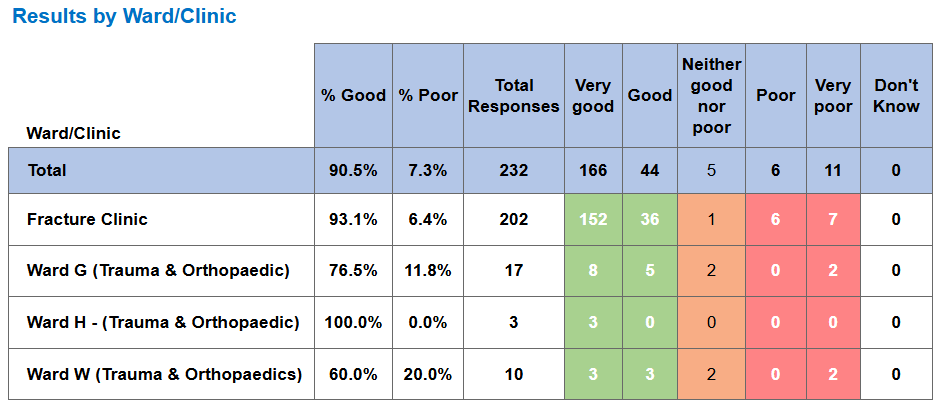 Results by Ward/Clinic
Ward/Clinic % Good % Poor Total Responses Very good Good Neither good nor poor Poor Very poor Don't Know
Total 90.5% 7.3% 232 166 44 5 6 11 0
Fracture Clinic 93.1% 6.4% 202 152 36 1 6 7 0
Ward G (Trauma & Orthopaedic) 76.5% 11.8% 17 8 5 2 0 2 0
Ward H - (Trauma & Orthopaedic) 100.0% 0.0% 3 3 0 0 0 0 0
Ward W (Trauma & Orthopaedics) 60.0% 20.0% 10 3 3 2 0 2 0